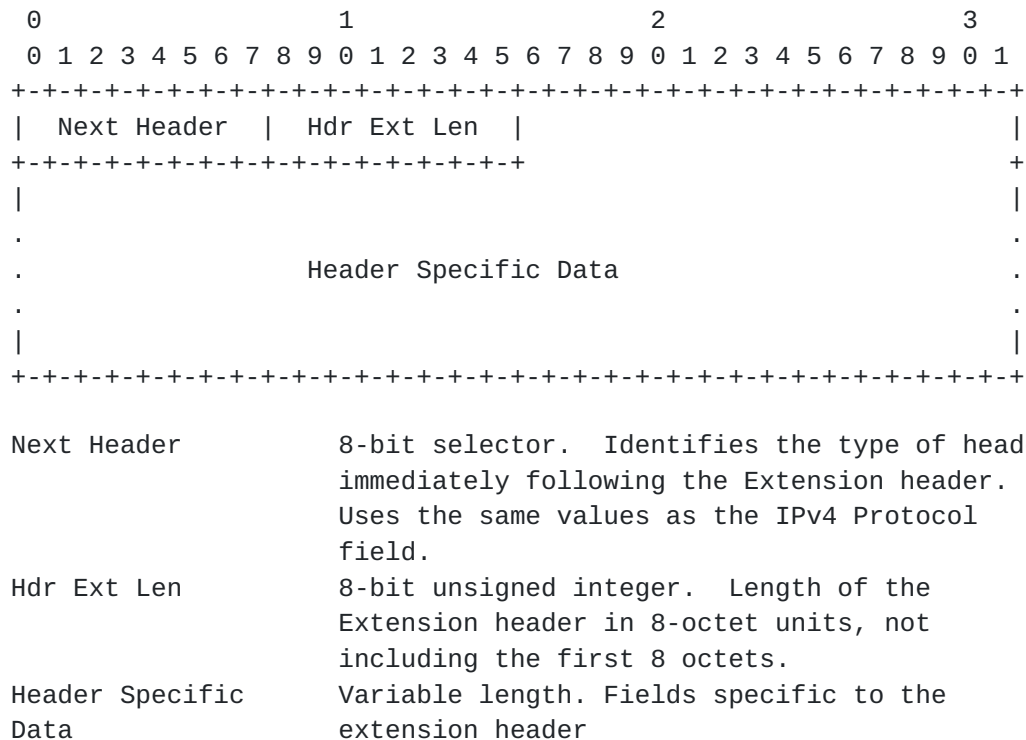 0                   1                   2                   3
 0 1 2 3 4 5 6 7 8 9 0 1 2 3 4 5 6 7 8 9 0 1 2 3 4 5 6 7 8 9 0 1
+-+-+-+-+-+-+-+-+-+-+-+-+-+-+-+-+-+-+-+-+-+-+-+-+-+-+-+-+-+-+-+-+
|  Next Header  |  Hdr Ext Len  |                               |
+-+-+-+-+-+-+-+-+-+-+-+-+-+-+-+-+                               +
|                                                               |
.                                                               .
.                  Header Specific Data                         .
.                                                               .
|                                                               |
+-+-+-+-+-+-+-+-+-+-+-+-+-+-+-+-+-+-+-+-+-+-+-+-+-+-+-+-+-+-+-+-+

Next Header          8-bit selector.  Identifies the type of head
                     immediately following the Extension header.
                     Uses the same values as the IPv4 Protocol
                     field.
Hdr Ext Len          8-bit unsigned integer.  Length of the
                     Extension header in 8-octet units, not
                     including the first 8 octets.
Header Specific      Variable length. Fields specific to the
Data                 extension header